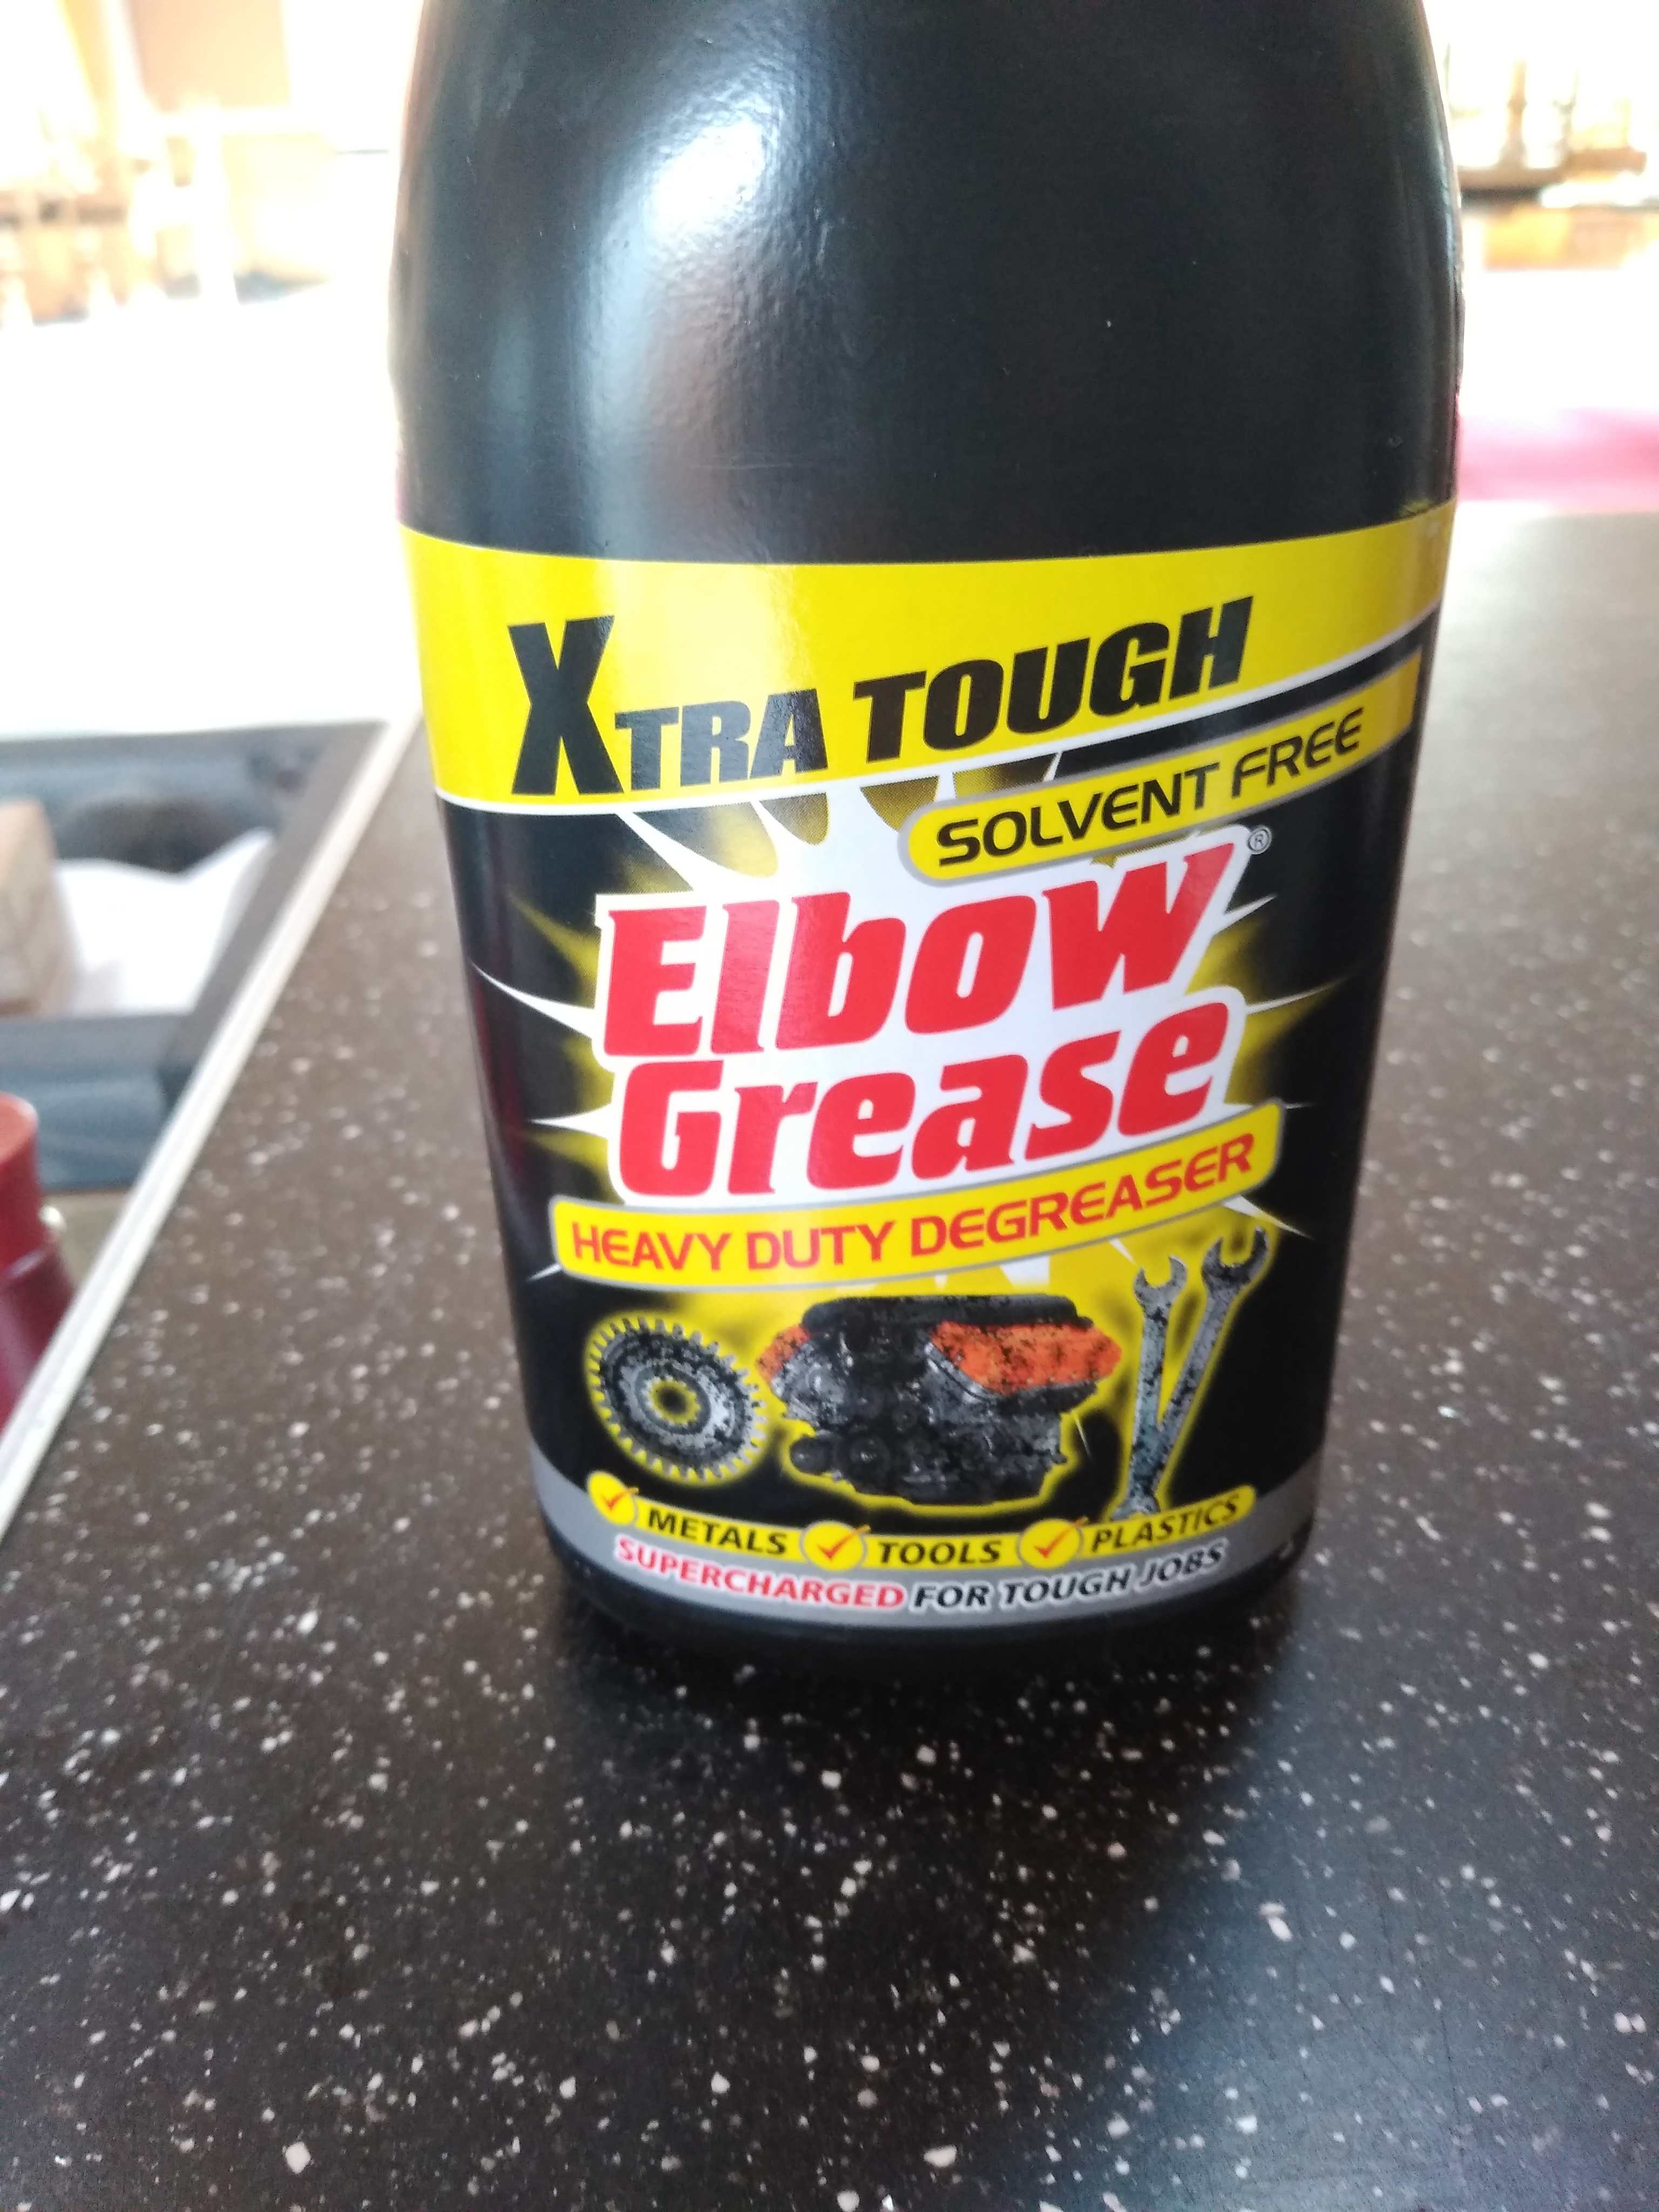 XTRA TOUGH
SOLVENT FREE
Elbow®
Grease
HEAVY DUTY DEGREASER
METALS TOOLS PLASTICS
SUPERCHARGED FOR TOUGH JOBS